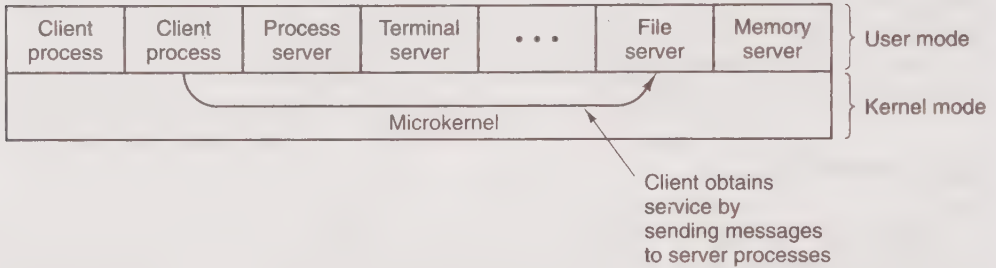 Client process
Client process
Process server
Terminal server
• • •
File server
Memory server
User mode
Microkernel
Kernel mode
Client obtains
service by
sending messages
to server processes